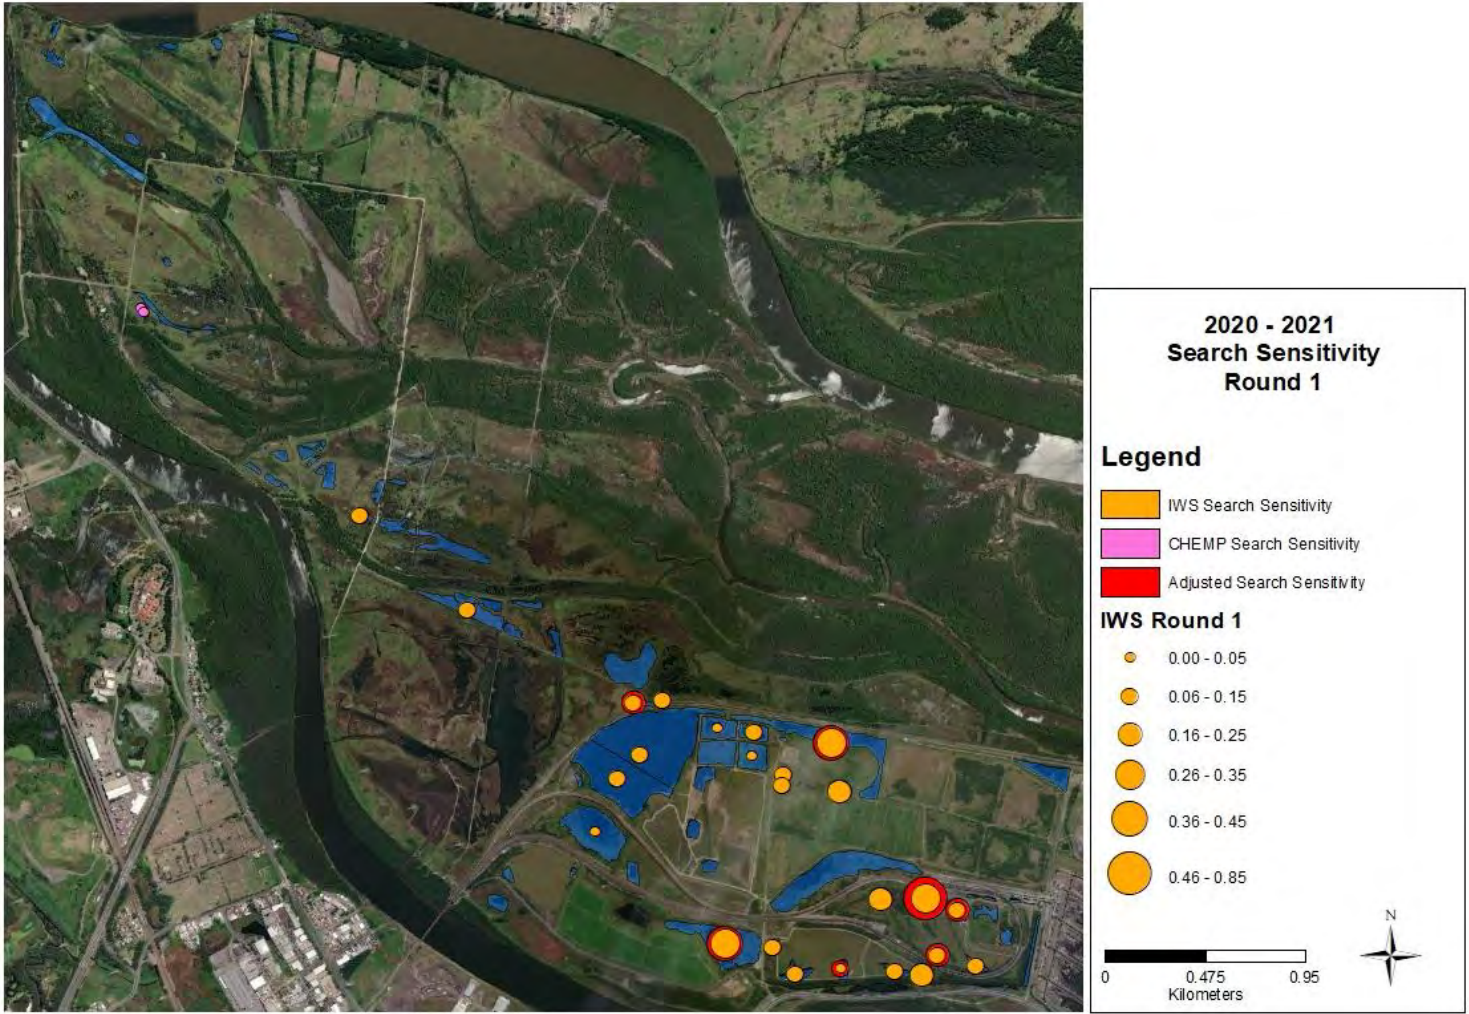 2020 - 2021
Search Sensitivity
Round 1
Legend
IWS Search Sensitivity
CHEMP Search Sensitivity
Adjusted Search Sensitivity
IWS Round 1
0.00 - 0.05
0.06 - 0.15
0.16 - 0.25
0.26 - 0.35
0.36 - 0.45
0.46 - 0.85
N
0 0.475 0.95
Kilometers